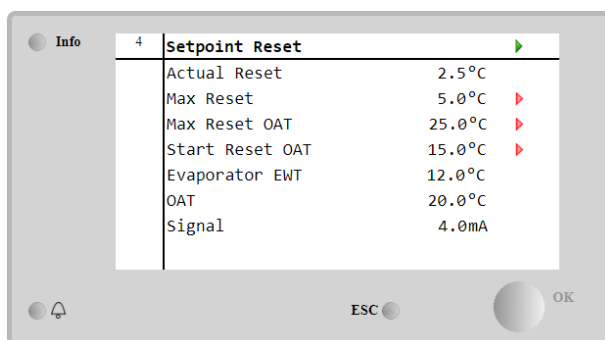 Info
4 Setpoint Reset
Actual Reset 2.5°C
Max Reset 5.0°C
Max Reset OAT 25.0°C
Start Reset OAT 15.0°C
Evaporator EWT 12.0°C
OAT 20.0°C
Signal 4.0mA
ESC OK